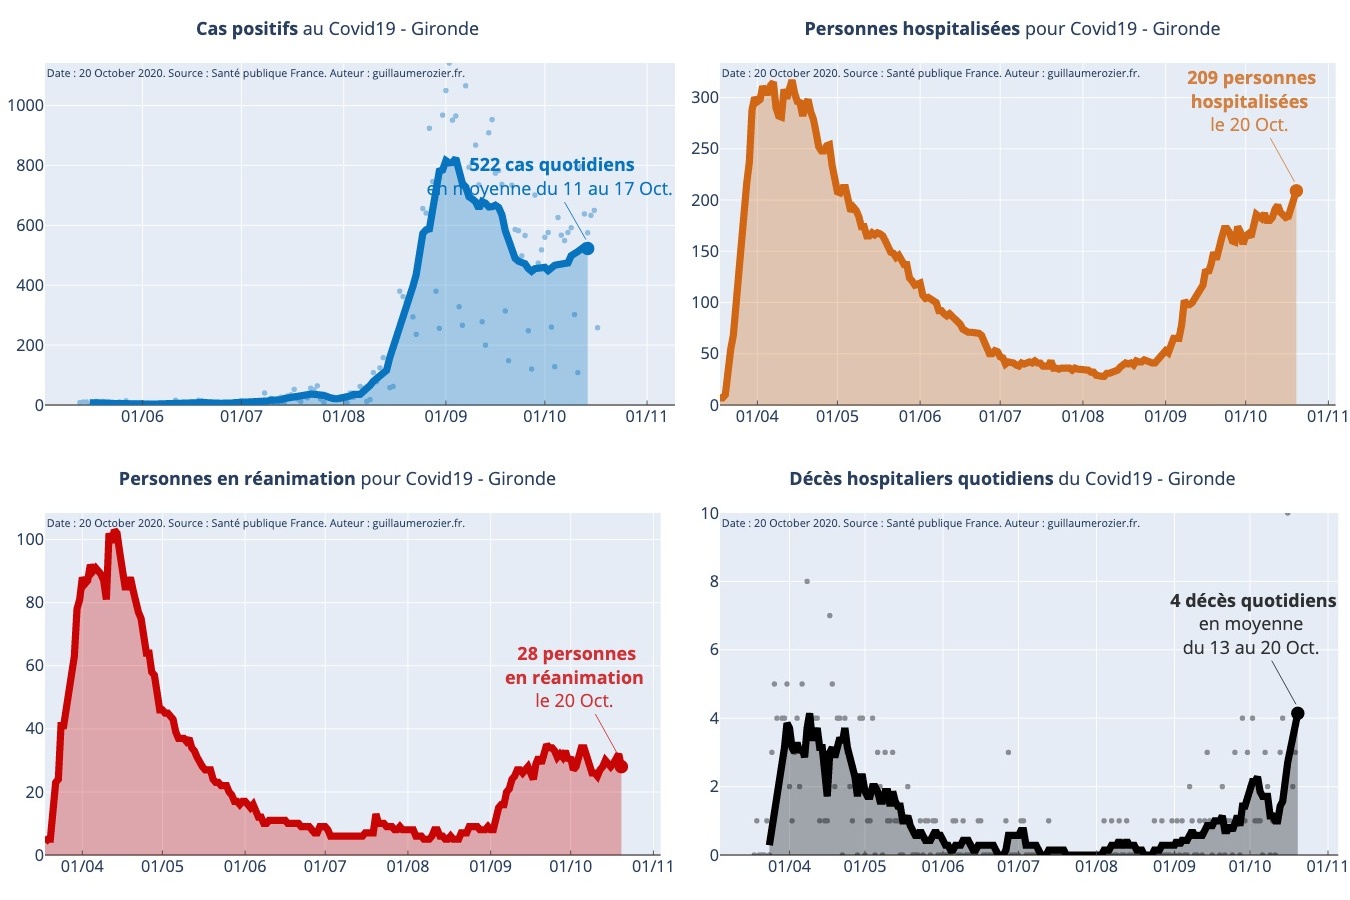 Cas positifs au Covid19 - Gironde
Date : 20 October 2020. Source : Santé publique France. Auteur : guillaumerozier.fr.
522 cas quotidiens
en moyenne du 11 au 17 Oct.
1000
800
600
400
200
0
01/06 01/07 01/08 01/09 01/10 01/11
Personnes hospitalisées pour Covid19 - Gironde
Date : 20 October 2020. Source : Santé publique France. Auteur : guillaumerozier.fr.
209 personnes
hospitalisées
le 20 Oct.
300
250
200
150
100
50
0
01/04 01/05 01/06 01/07 01/08 01/09 01/10 01/11
Personnes en réanimation pour Covid19 - Gironde
Date : 20 October 2020. Source : Santé publique France. Auteur : guillaumerozier.fr.
28 personnes
en réanimation
le 20 Oct.
100
80
60
40
20
0
01/04 01/05 01/06 01/07 01/08 01/09 01/10 01/11
Décès hospitaliers quotidiens du Covid19 - Gironde
Date : 20 October 2020. Source : Santé publique France. Auteur : guillaumerozier.fr.
4 décès quotidiens
en moyenne
du 13 au 20 Oct.
10
8
6
4
2
0
01/04 01/05 01/06 01/07 01/08 01/09 01/10 01/11